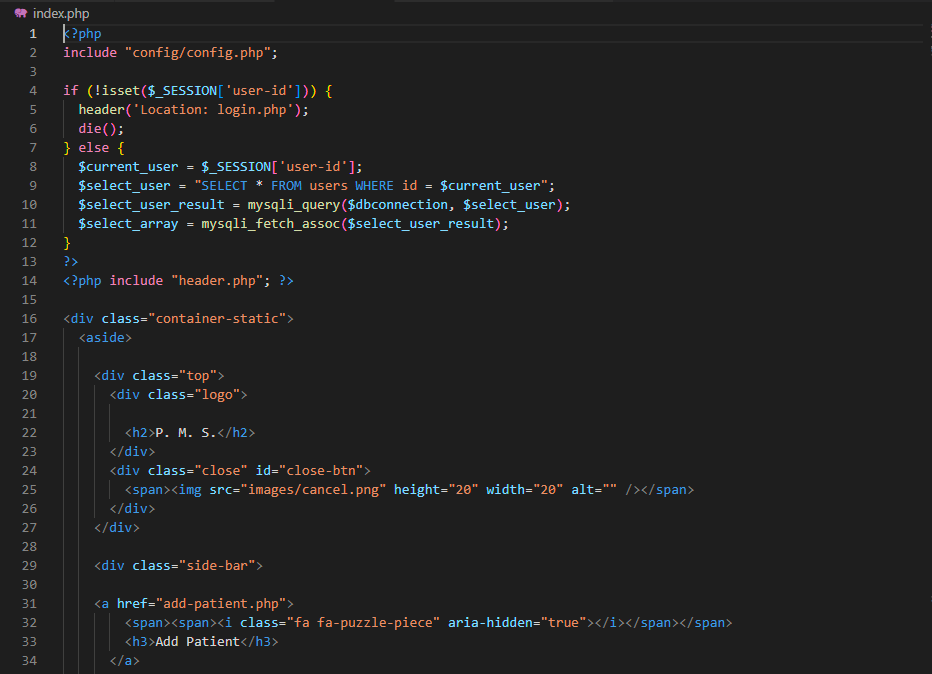 index.php
1 <?php
2 include "config/config.php";
3
4 if (!isset($_SESSION['user-id'])) {
5 header('Location: login.php');
6 die();
7 } else {
8 $current_user = $_SESSION['user-id'];
9 $select_user = "SELECT * FROM users WHERE id = $current_user";
10 $select_user_result = mysqli_query($dbconnection, $select_user);
11 $select_array = mysqli_fetch_assoc($select_user_result);
12 }
13 ?>
14 <?php include "header.php"; ?>
15
16 <div class="container-static">
17 <aside>
18
19 <div class="top">
20 <div class="logo">
21
22 <h2>P. M. S.</h2>
23 </div>
24 <div class="close" id="close-btn">
25 <span><img src="images/cancel.png" height="20" width="20" alt="" /></span>
26 </div>
27 </div>
28
29 <div class="side-bar">
30
31 <a href="add-patient.php">
32 <span><span><i class="fa fa-puzzle-piece" aria-hidden="true"></i></span></span>
33 <h3>Add Patient</h3>
34 </a>